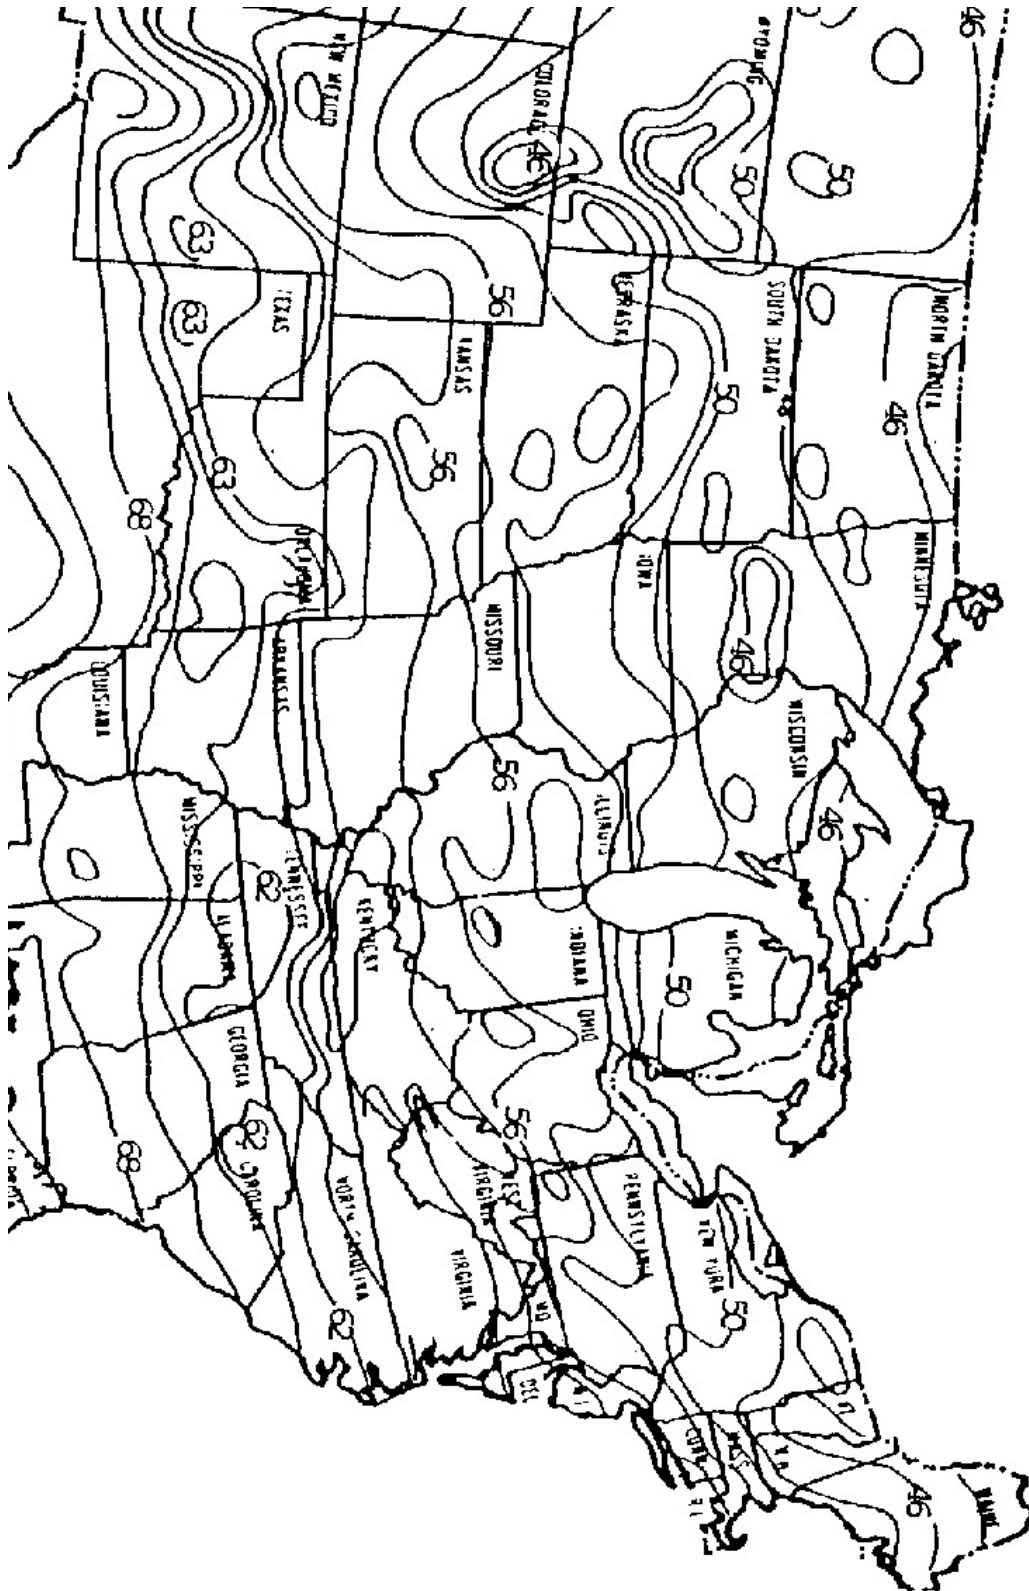 WYOMING
46
50
50
46
COLORADO
NEW MEXICO
NORTH DAKOTA
SOUTH DAKOTA
NEBRASKA
KANSAS
TEXAS
56
63
63
46
50
56
63
68
OKLAHOMA
MINNESOTA
IOWA
MISSOURI
ARKANSAS
LOUISIANA
46
WISCONSIN
46
ILLINOIS
56
MISSISSIPPI
TENNESSEE
62
MICHIGAN
50
INDIANA
KENTUCKY
ALABAMA
OHIO
GEORGIA
56
WEST
VIRGINIA
62
CAROLINA
68
PENNSYLVANIA
NEW YORK
50
VIRGINIA
NORTH CAROLINA
62
MD
DEL
CONN
MASS
46